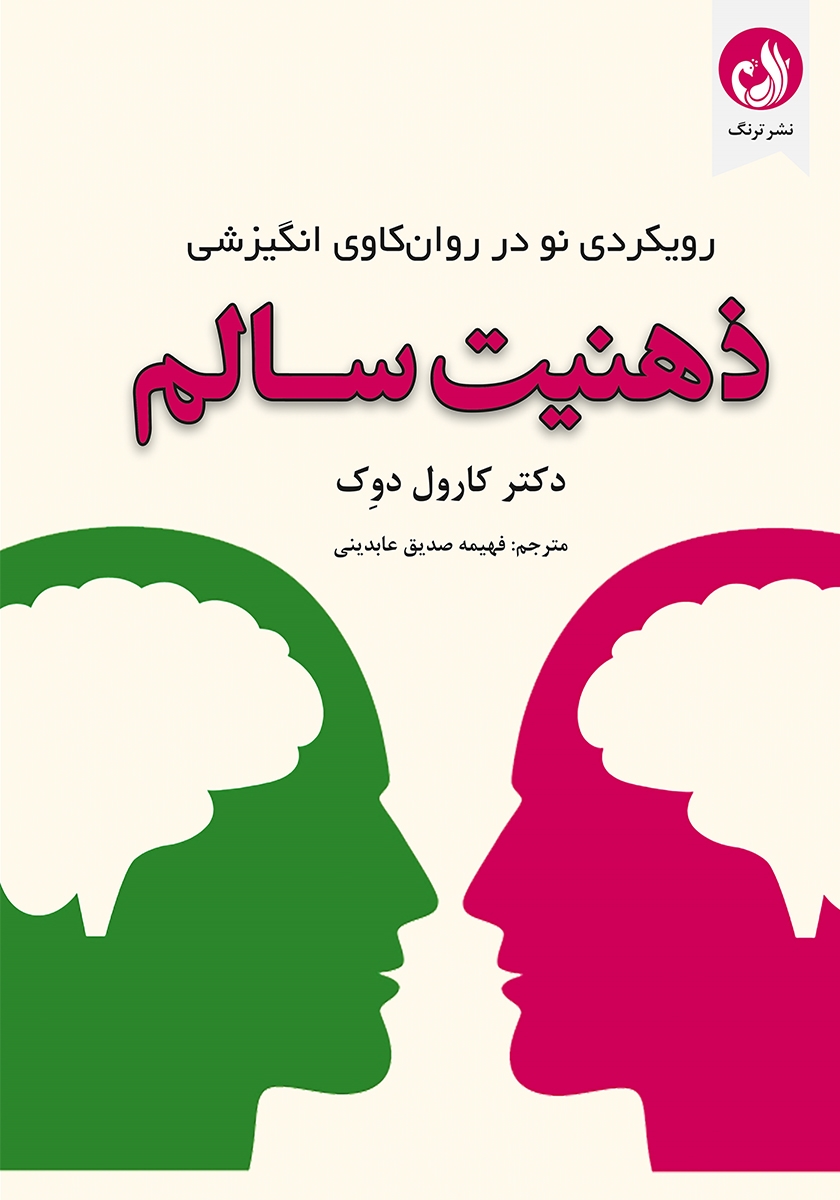 نشر ترنگ
رویکردی نو در روان‌کاوی انگیزشی
ذهنیت سالم
دکتر کارول دوِک
مترجم: فهیمه صدیق عابدینی